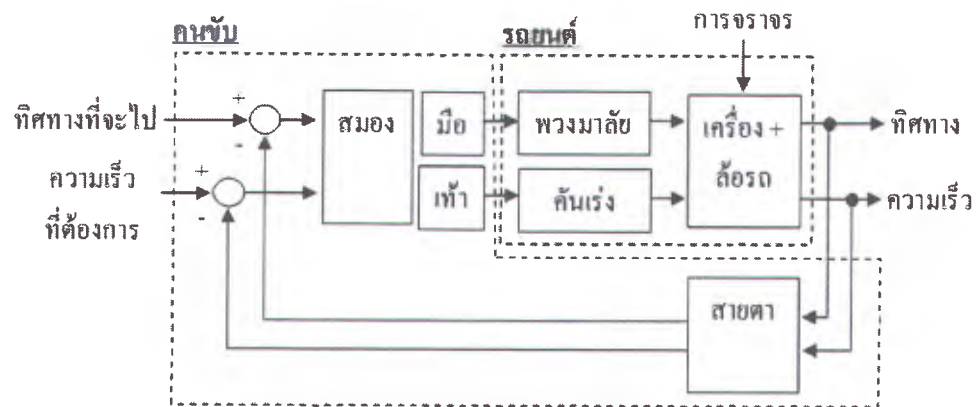 คนขับ
รถยนต์
การจราจร
+
ทิศทางที่จะไป
-
สมอง
มือ
พวงมาลัย
เครื่อง +
ล้อรถ
ทิศทาง
ความเร็ว
ที่ต้องการ
+
-
เท้า
คันเร่ง
ความเร็ว
สายตา